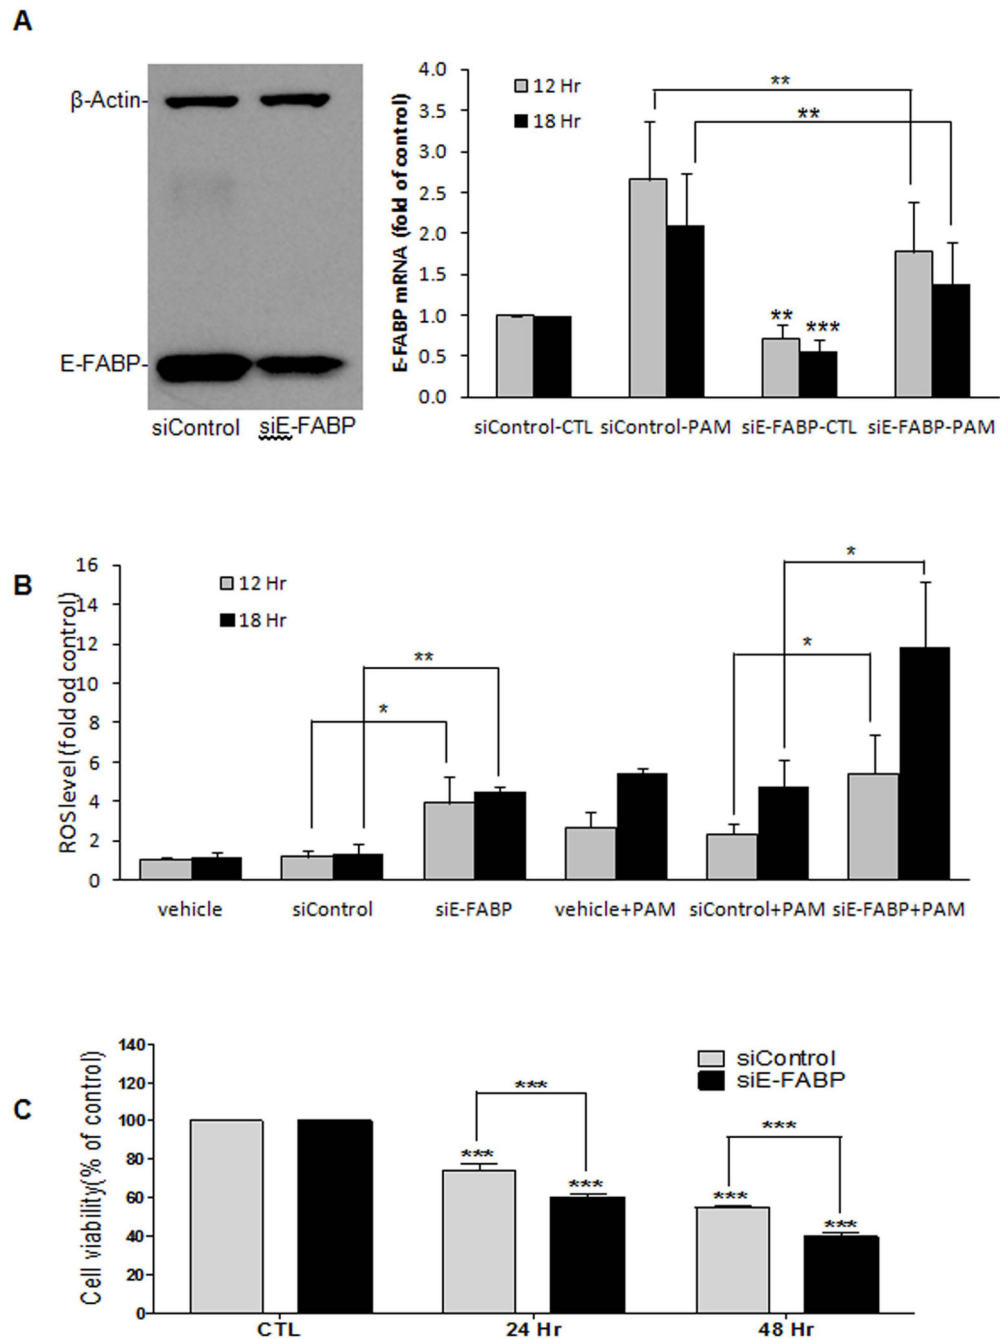 A
β-Actin-
E-FABP-
siControl siE-FABP
E-FABP mRNA (fold of control)
4.0
3.5
3.0
2.5
2.0
1.5
1.0
0.5
0.0
12 Hr
18 Hr
**
**
**
***
siControl-CTL siControl-PAM siE-FABP-CTL siE-FABP-PAM
B
ROS level (fold od control)
16
14
12
10
8
6
4
2
0
12 Hr
18 Hr
*
**
*
*
vehicle siControl siE-FABP vehicle+PAM siControl+PAM siE-FABP+PAM
C
Cell viability(% of control)
140
120
100
80
60
40
20
0
siControl
siE-FABP
***
***
***
***
***
***
CTL 24 Hr 48 Hr